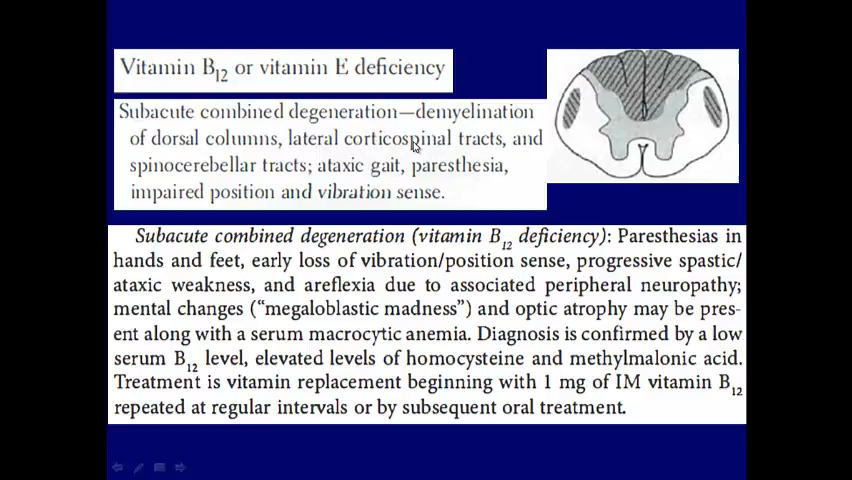 Vitamin B12 or vitamin E deficiency
Subacute combined degeneration—demyelination
of dorsal columns, lateral corticospinal tracts, and
spinocerebellar tracts; ataxic gait, paresthesia,
impaired position and vibration sense.
Subacute combined degeneration (vitamin B12 deficiency): Paresthesias in
hands and feet, early loss of vibration/position sense, progressive spastic/
ataxic weakness, and areflexia due to associated peripheral neuropathy;
mental changes (“megaloblastic madness”) and optic atrophy may be pres-
ent along with a serum macrocytic anemia. Diagnosis is confirmed by a low
serum B12 level, elevated levels of homocysteine and methylmalonic acid.
Treatment is vitamin replacement beginning with 1 mg of IM vitamin B12
repeated at regular intervals or by subsequent oral treatment.